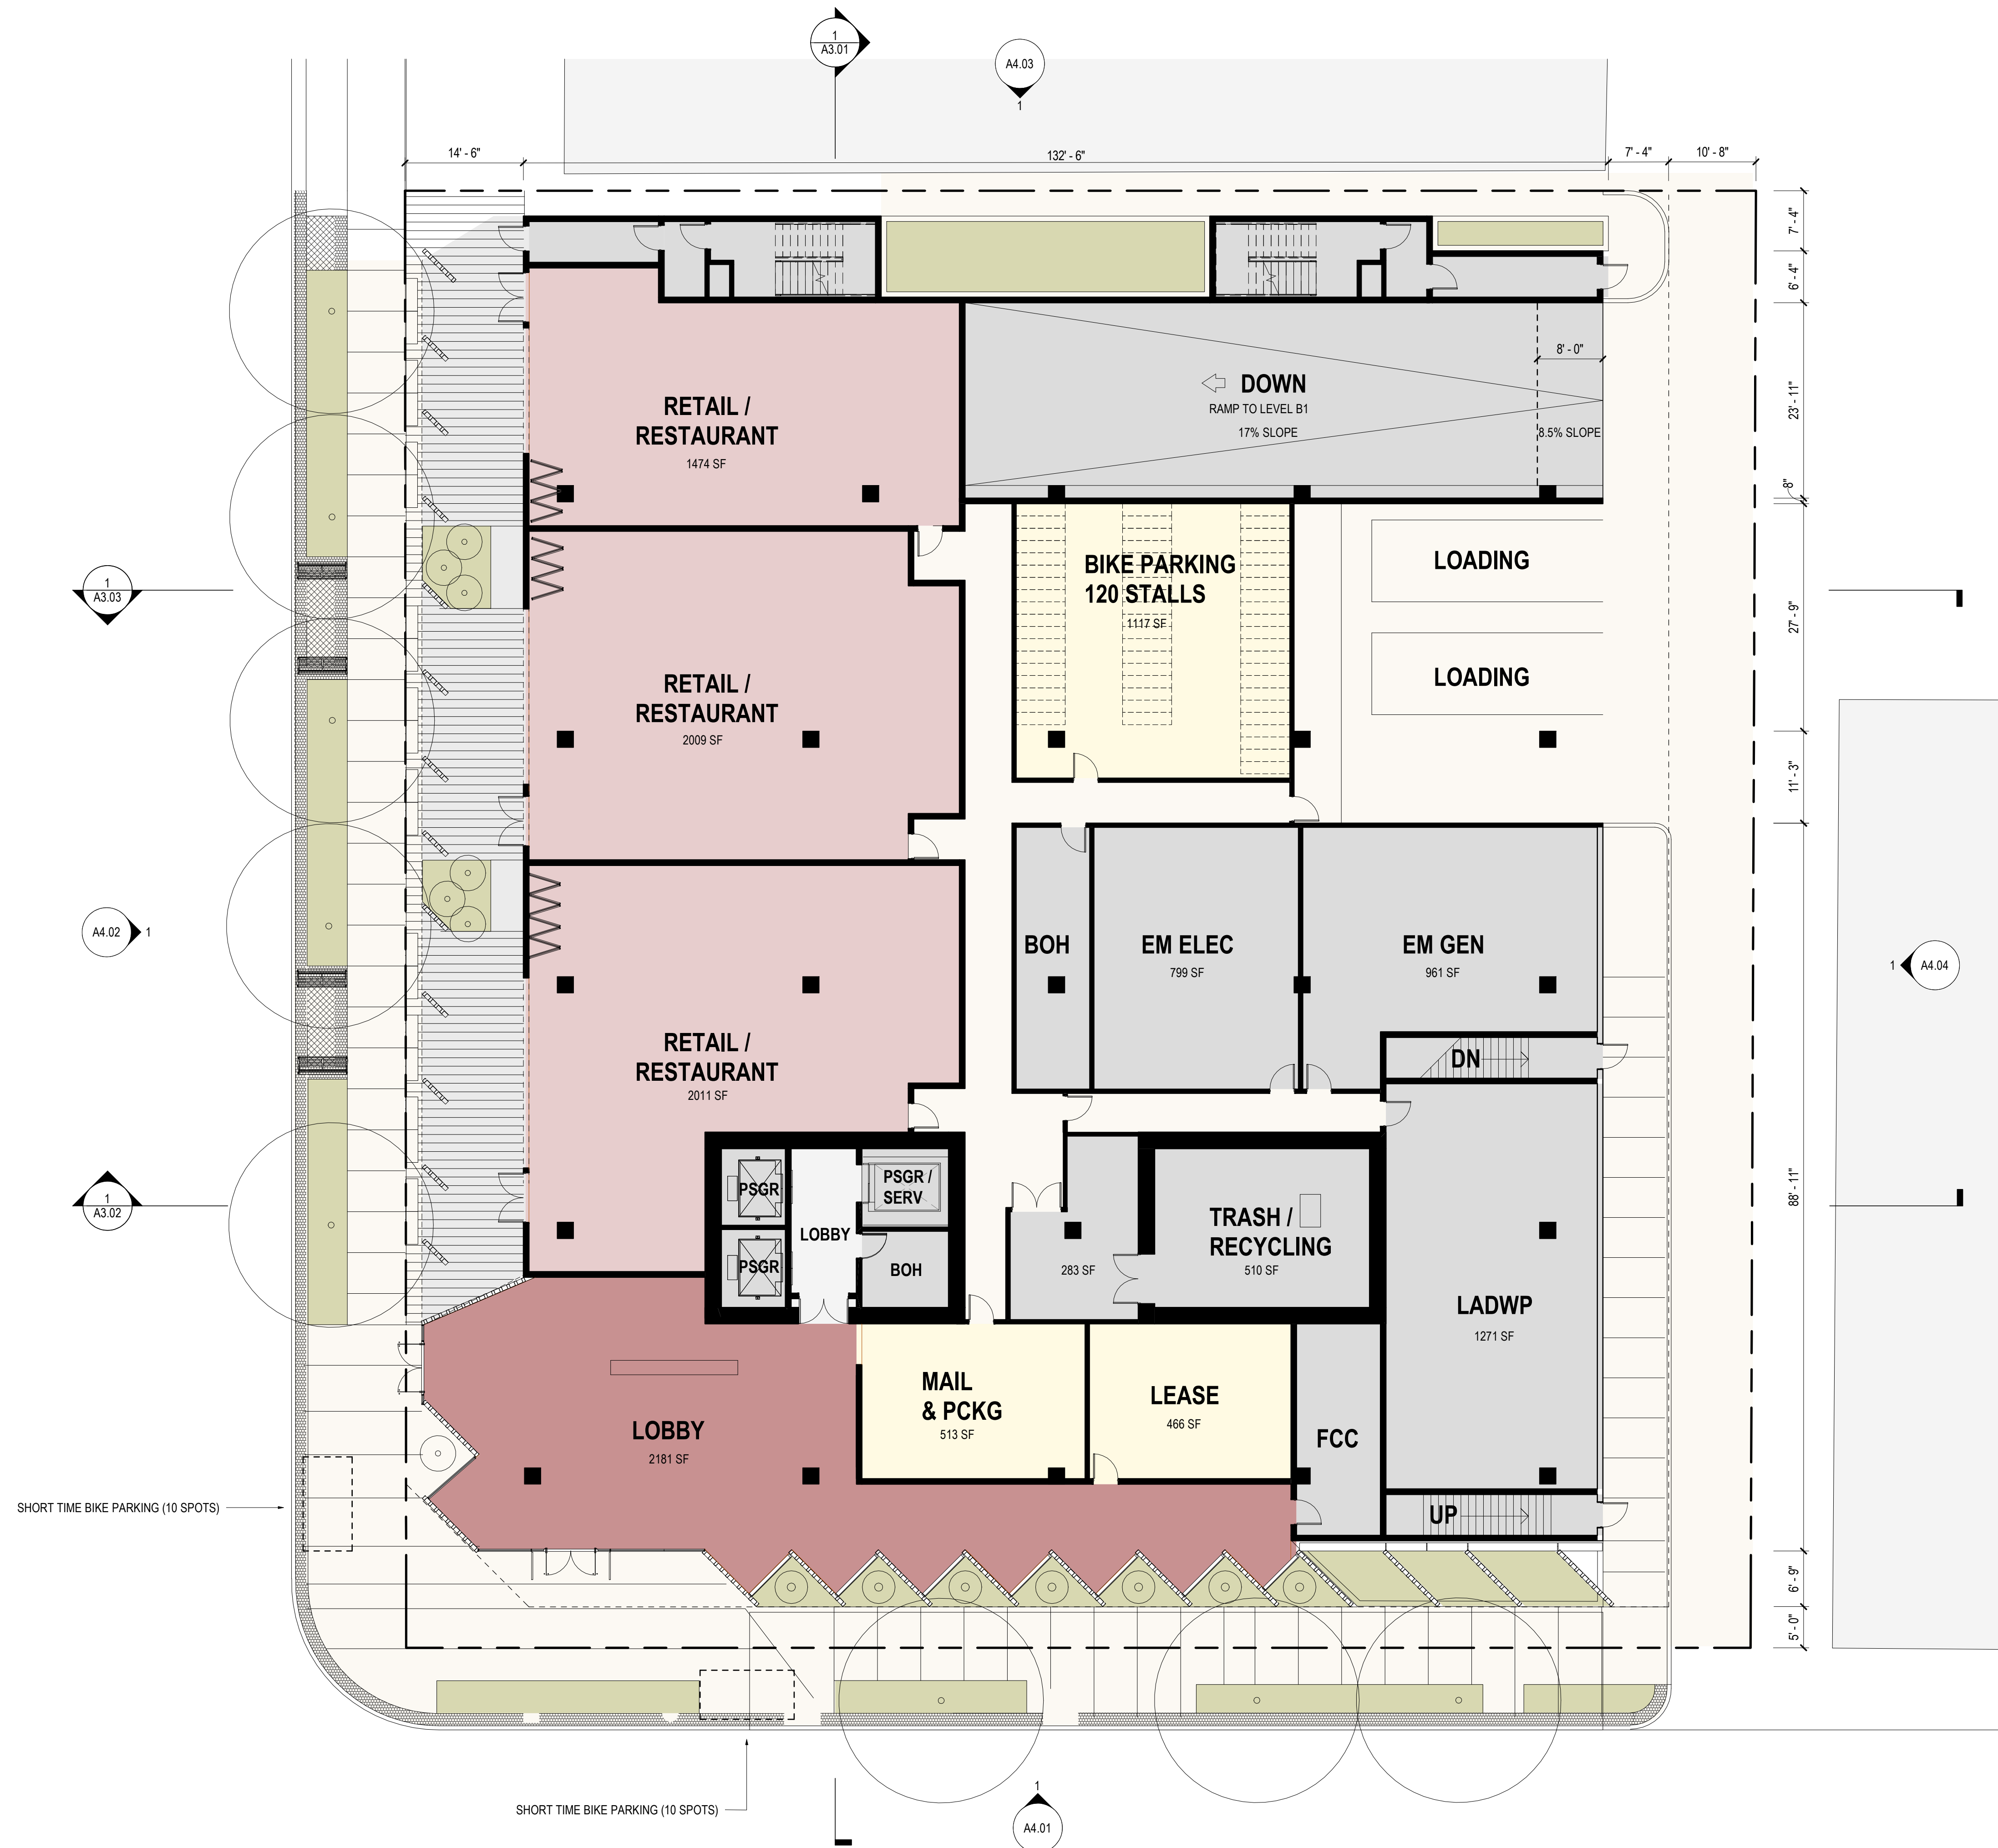 1
A3.01
A4.03
1
14' - 6"
132' - 6"
7' - 4"
10' - 8"
7' - 4"
6' - 4"
23' - 11"
8"
27' - 9"
11' - 3"
88' - 11"
6' - 9"
5' - 0"
8' - 0"
DOWN
RAMP TO LEVEL B1
17% SLOPE
8.5% SLOPE
RETAIL /
RESTAURANT
1474 SF
BIKE PARKING
120 STALLS
1117 SF
LOADING
LOADING
1
A3.03
RETAIL /
RESTAURANT
2009 SF
A4.02
1
BOH
EM ELEC
799 SF
EM GEN
961 SF
1
A4.04
RETAIL /
RESTAURANT
2011 SF
DN
1
A3.02
PSGR
PSGR /
SERV
LOBBY
PSGR
BOH
283 SF
TRASH /
RECYCLING
510 SF
LADWP
1271 SF
LOBBY
2181 SF
MAIL
& PCKG
513 SF
LEASE
466 SF
FCC
UP
SHORT TIME BIKE PARKING (10 SPOTS)
SHORT TIME BIKE PARKING (10 SPOTS)
1
A4.01